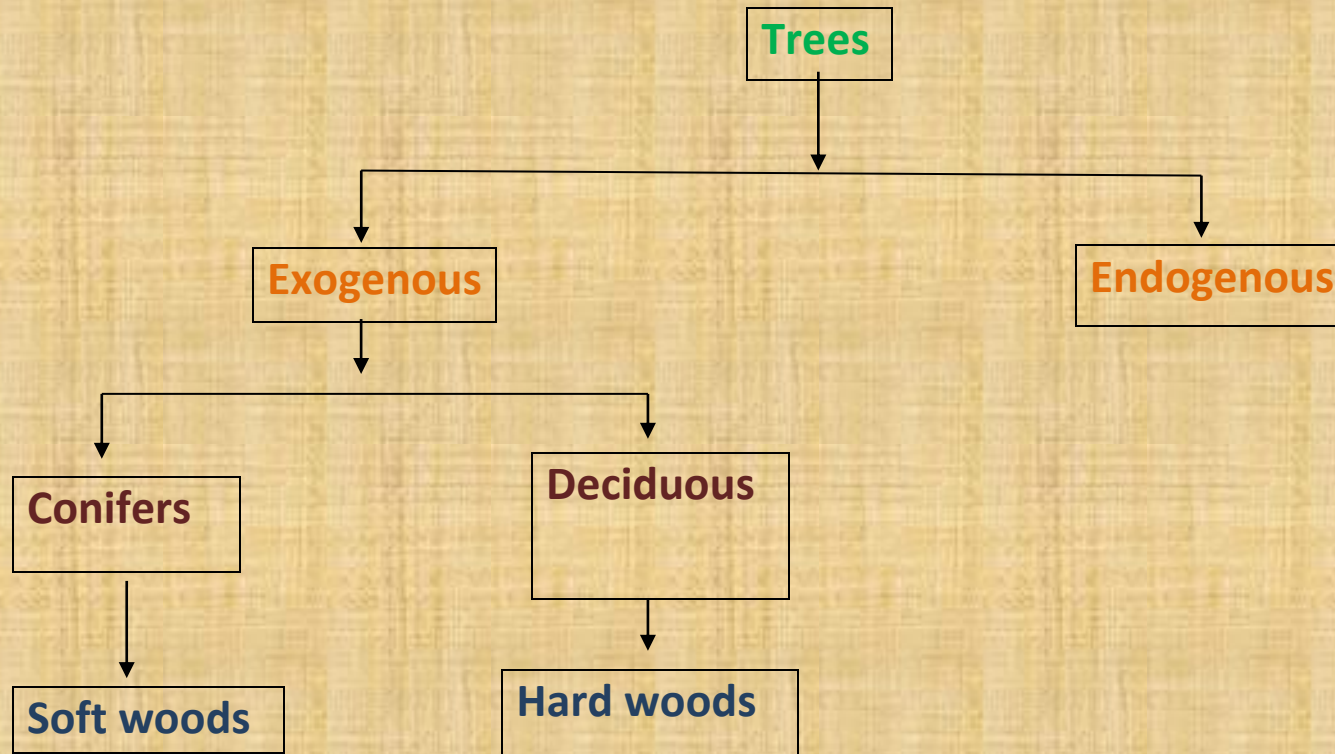 Trees
Exogenous
Endogenous
Conifers
Deciduous
Soft woods
Hard woods